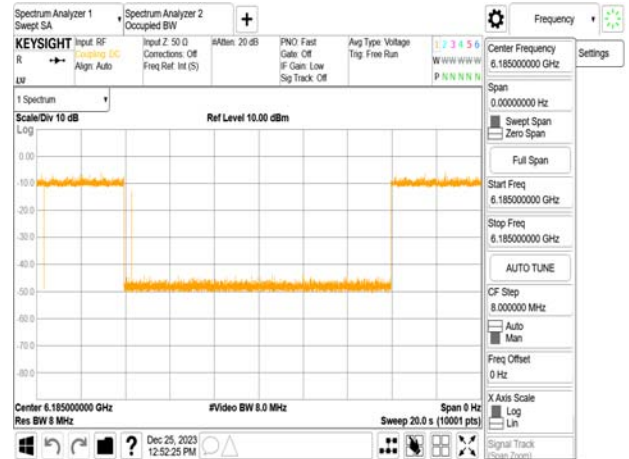 Spectrum Analyzer 1
Swept SA
Spectrum Analyzer 2
Occupied BW
+
Frequency
KEYSIGHT
R
Input: RF
Coupling: DC
Align: Auto
Input Z: 50 Ω
Corrections: Off
Freq Ref: Int (S)
#Atten: 20 dB
PNO: Fast
Gate: Off
IF Gain: Low
Sig Track: Off
Avg Type: Voltage
Trig: Free Run
1 2 3 4 5 6
W W W W W W
P N N N N N
1 Spectrum
Scale/Div 10 dB
Ref Level 10.00 dBm
Log
0.00
-10.0
-20.0
-30.0
-40.0
-50.0
-60.0
-70.0
-80.0
Center 6.185000000 GHz
#Video BW 8.0 MHz
Span 0 Hz
Res BW 8 MHz
Sweep 20.0 s (10001 pts)
?
Dec 25, 2023
12:52:25 PM
Center Frequency
6.185000000 GHz
Settings
Span
0.00000000 Hz
Swept Span
Zero Span
Full Span
Start Freq
6.185000000 GHz
Stop Freq
6.185000000 GHz
AUTO TUNE
CF Step
8.000000 MHz
Auto
Man
Freq Offset
0 Hz
X Axis Scale
Log
Lin
Signal Track
(Span Zoom)